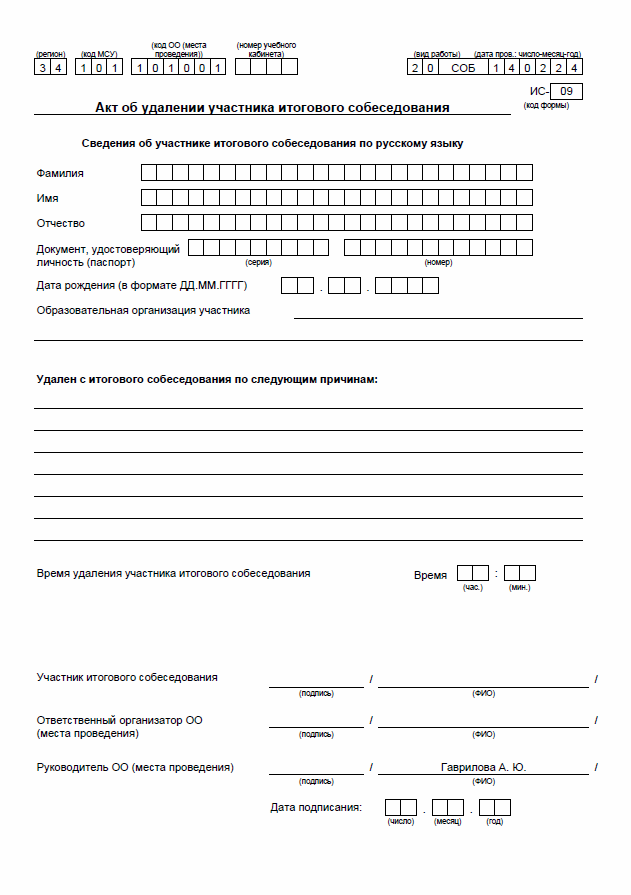 (регион) (код МСУ) (код ОО (места проведения)) (номер учебного кабинета) (вид работы) (дата пров.: число-месяц-год)
3 4 1 0 1 1 0 1 0 0 1 2 0 СОБ 1 4 0 2 2 4
ИС- 09
(код формы)
Акт об удалении участника итогового собеседования
Сведения об участнике итогового собеседования по русскому языку
Фамилия
Имя
Отчество
Документ, удостоверяющий
личность (паспорт)
(серия) (номер)
Дата рождения (в формате ДД.ММ.ГГГГ) . .
Образовательная организация участника
Удален с итогового собеседования по следующим причинам:
Время удаления участника итогового собеседования Время :
(час.) (мин.)
Участник итогового собеседования / /
(подпись) (ФИО)
Ответственный организатор ОО
(места проведения) / /
(подпись) (ФИО)
Руководитель ОО (места проведения) / Гаврилова А. Ю. /
(подпись) (ФИО)
Дата подписания: . .
(число) (месяц) (год)